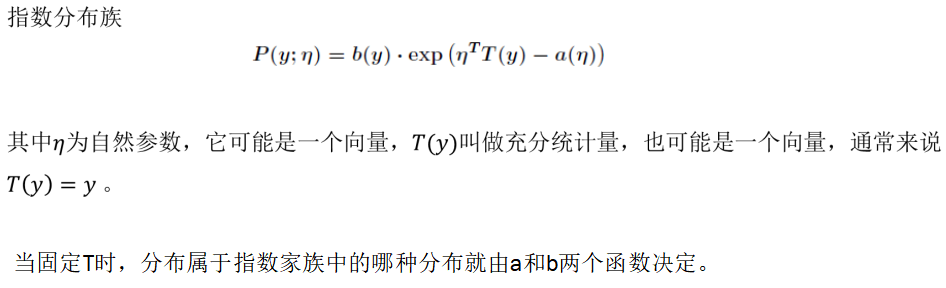 指数分布族
P(y; η) = b(y) · exp (η^T T(y) − a(η))
其中η为自然参数，它可能是一个向量，T(y)叫做充分统计量，也可能是一个向量，通常来说
T(y) = y 。
当固定T时，分布属于指数家族中的哪种分布就由a和b两个函数决定。